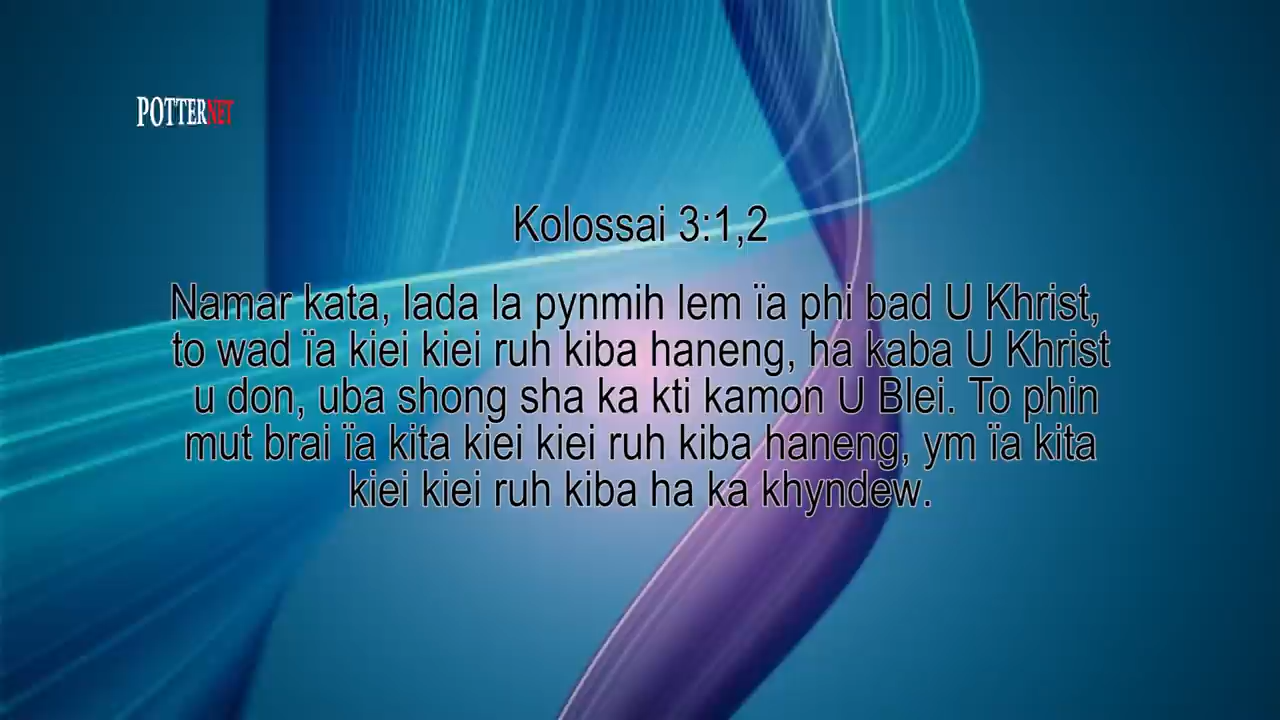 POTTERNET
Kolossai 3:1,2
Namar kata, lada la pynmih lem ïa phi bad U Khrist,
to wad ïa kiei kiei ruh kiba haneng, ha kaba U Khrist
u don, uba shong sha ka kti kamon U Blei. To phin
mut brai ïa kita kiei kiei ruh kiba haneng, ym ïa kita
kiei kiei ruh kiba ha ka khyndew.